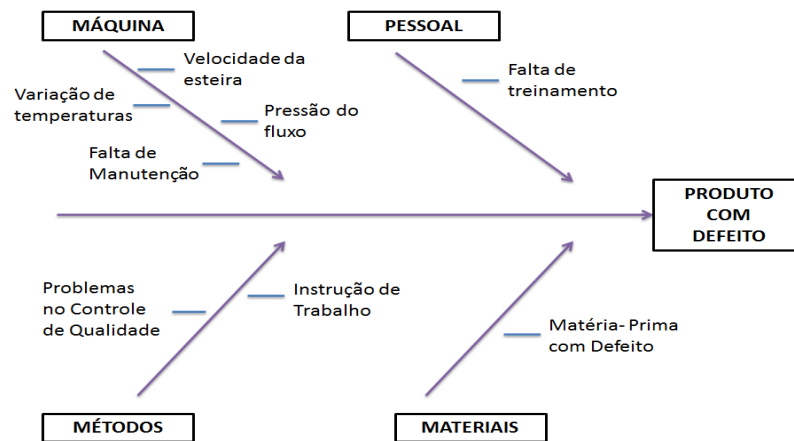 MÁQUINA
PESSOAL
Velocidade da
esteira
Variação de
temperaturas
Pressão do
fluxo
Falta de
Manutenção
Falta de
treinamento
PRODUTO
COM
DEFEITO
Problemas
no Controle
de Qualidade
Instrução de
Trabalho
Matéria- Prima
com Defeito
MÉTODOS
MATERIAIS